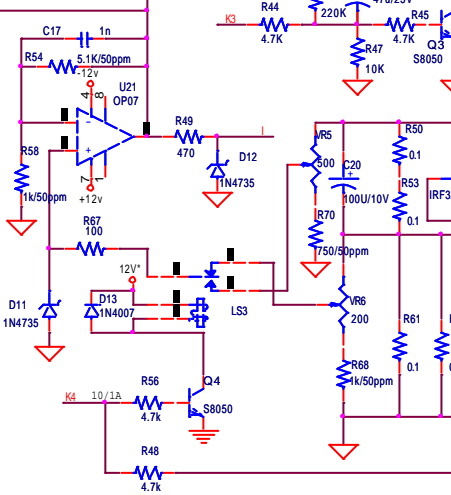 R44
K3
4.7K
220K
47u/25V
R45
4.7K
Q3
S8050
R47
10K
C17
1n
R54
5.1K/50ppm
-12v
U21
OP07
4
8
-
+
7
1
+12v
R49
470
I
D12
1N4735
R58
1k/50ppm
VR5
500
C20
+
100U/10V
R50
0.1
R53
0.1
IRF3
R67
100
R70
750/50ppm
12V*
D11
1N4735
D13
1N4007
LS3
VR6
200
R61
0.1
R68
1k/50ppm
K4
10/1A
R56
4.7k
Q4
S8050
R48
4.7k